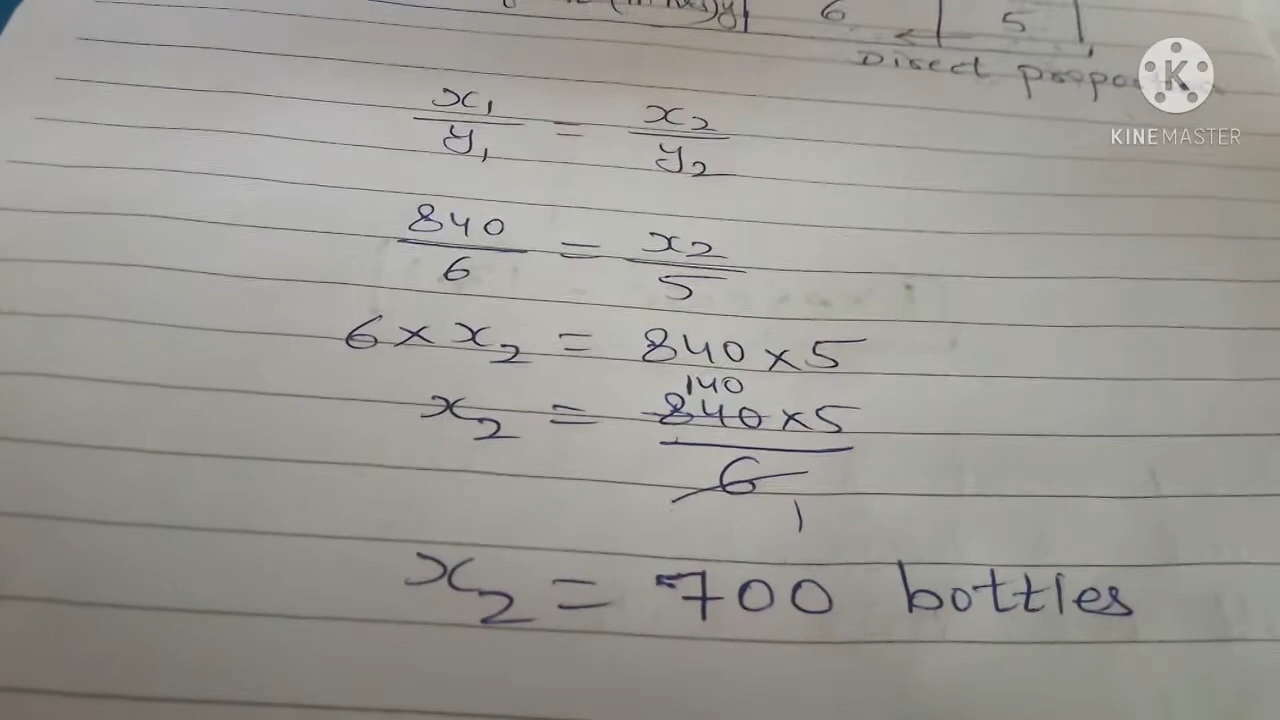 6 | 5
Direct
KINEMASTER
x₁/y₁ = x₂/y₂
840/6 = x₂/5
6 × x₂ = 840 × 5
140
x₂ = 840 × 5/6
1
x₂ = 700 bottles